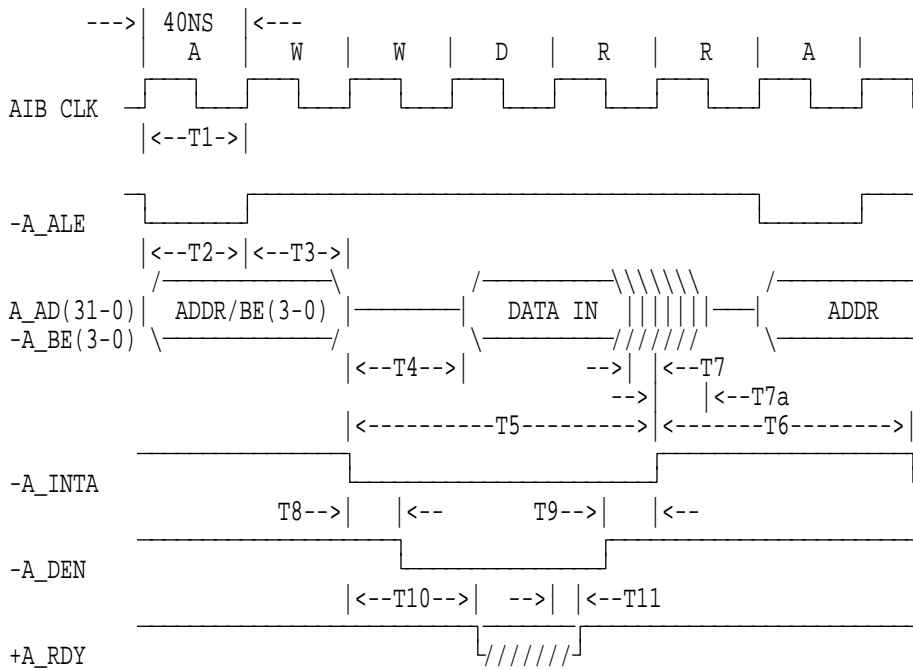 --->| 40NS |<---
| A | W | W | D | R | R | A |
AIB CLK
|<--T1->|
-A_ALE
|<--T2->|<--T3->|
A_AD(31-0)| ADDR/BE(3-0) |———| DATA IN |||||||—| ADDR
-A_BE(3-0)
|<--T4-->| -->| |<--T7
-->| |<--T7a
|<---------T5-------->|<-------T6------->|
-A_INTA
T8-->| |<-- T9-->| |<--
-A_DEN
|<--T10-->| -->| |<--T11
+A_RDY